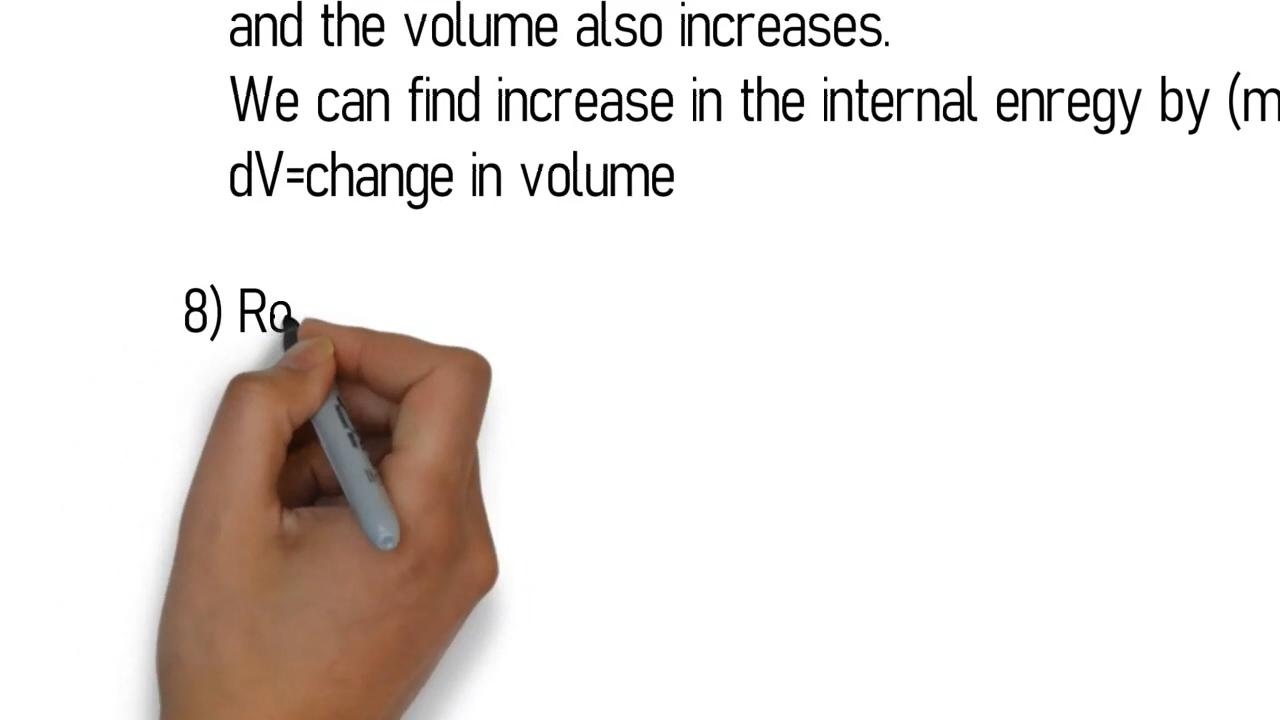 and the volume also increases.
We can find increase in the internal enregy by (m
dV=change in volume
8) Ro